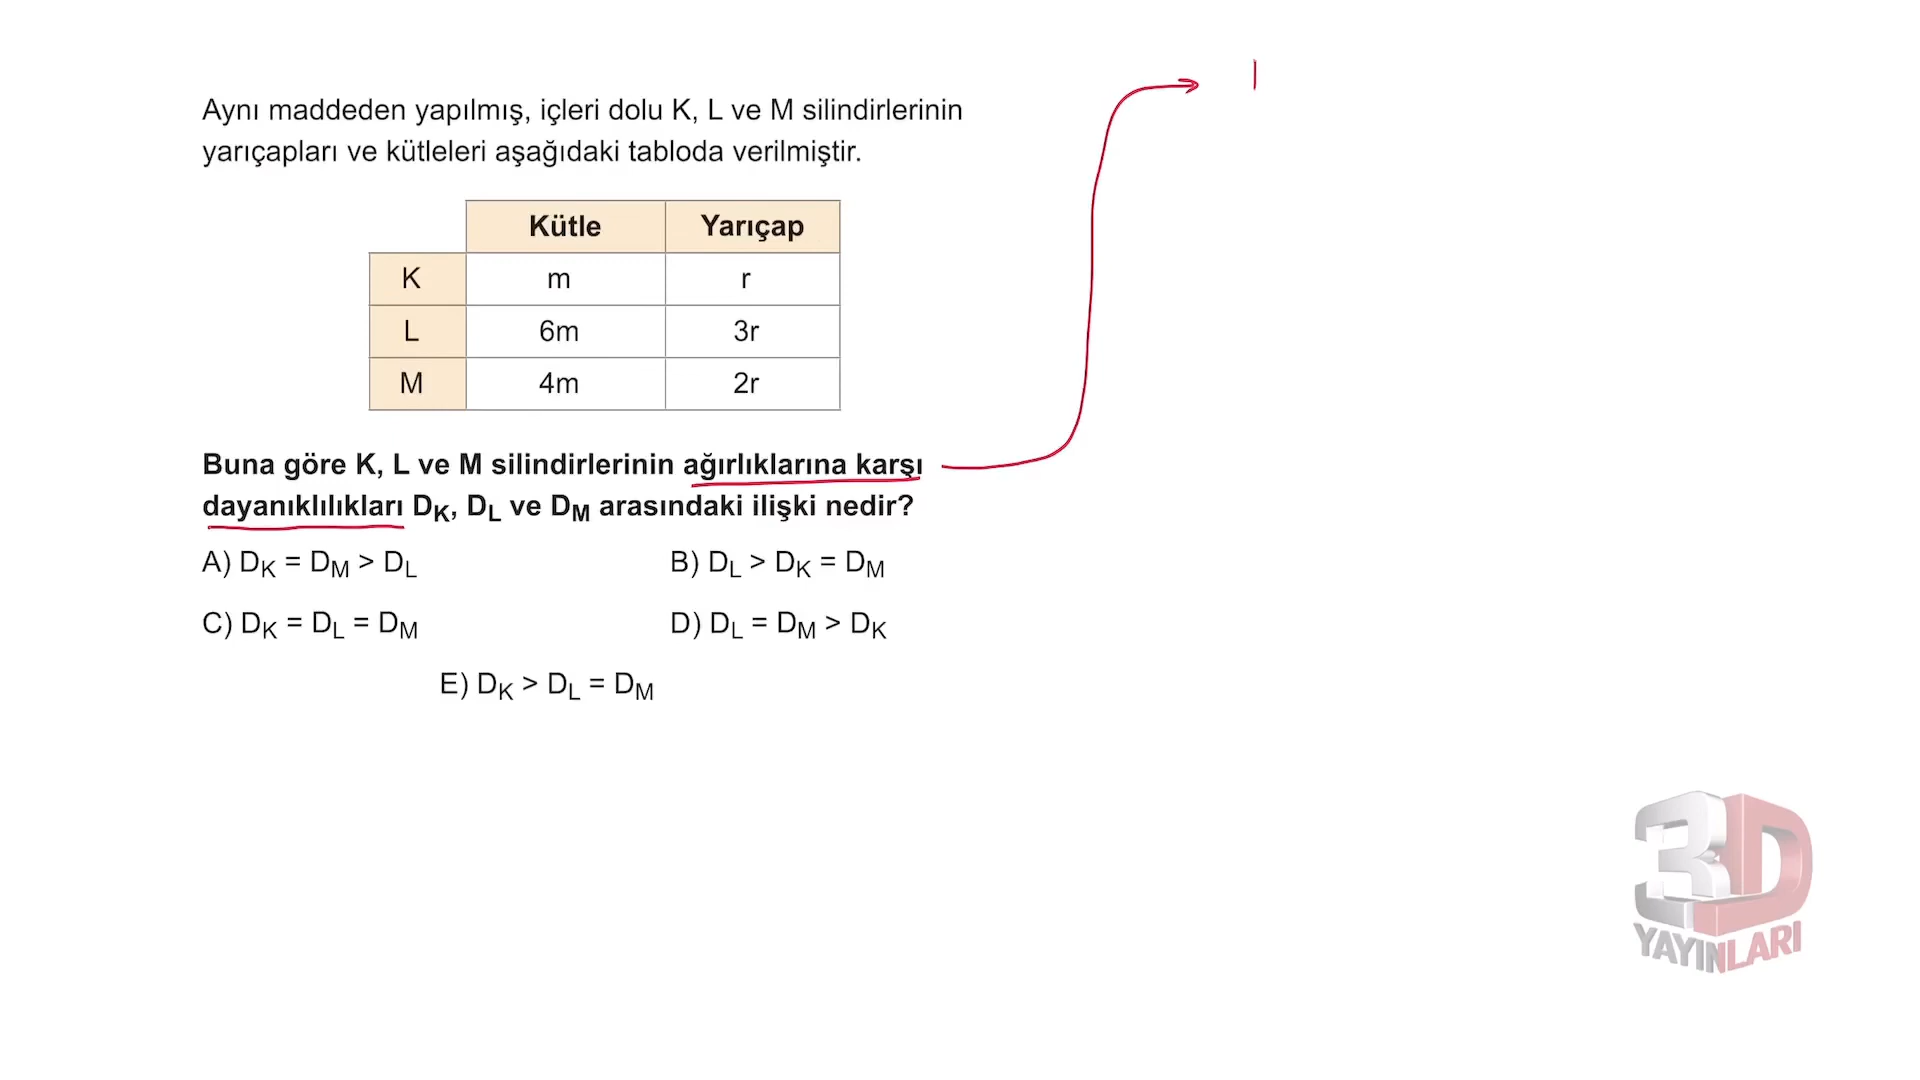 Aynı maddeden yapılmış, içleri dolu K, L ve M silindirlerinin
yarıçapları ve kütleleri aşağıdaki tabloda verilmiştir.
Kütle Yarıçap
K m r
L 6m 3r
M 4m 2r
Buna göre K, L ve M silindirlerinin ağırlıklarına karşı
dayanıklılıkları DK, DL ve DM arasındaki ilişki nedir?
A) DK = DM > DL B) DL > DK = DM
C) DK = DL = DM D) DL = DM > DK
E) DK > DL = DM
3D
YAYINLARI